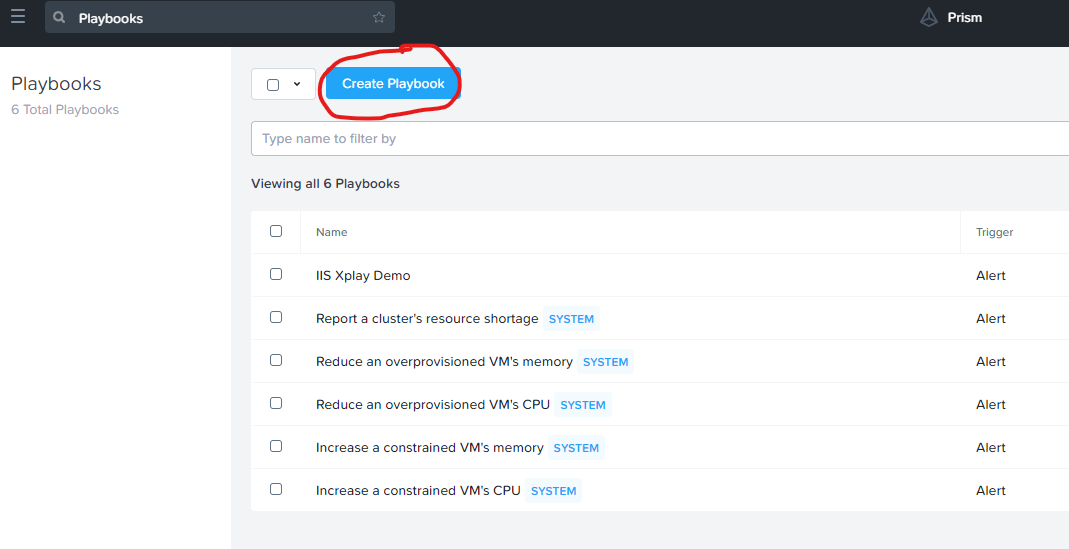 Playbooks
Prism
Playbooks
6 Total Playbooks
Create Playbook
Type name to filter by
Viewing all 6 Playbooks
Name Trigger
IIS Xplay Demo Alert
Report a cluster's resource shortage SYSTEM Alert
Reduce an overprovisioned VM's memory SYSTEM Alert
Reduce an overprovisioned VM's CPU SYSTEM Alert
Increase a constrained VM's memory SYSTEM Alert
Increase a constrained VM's CPU SYSTEM Alert